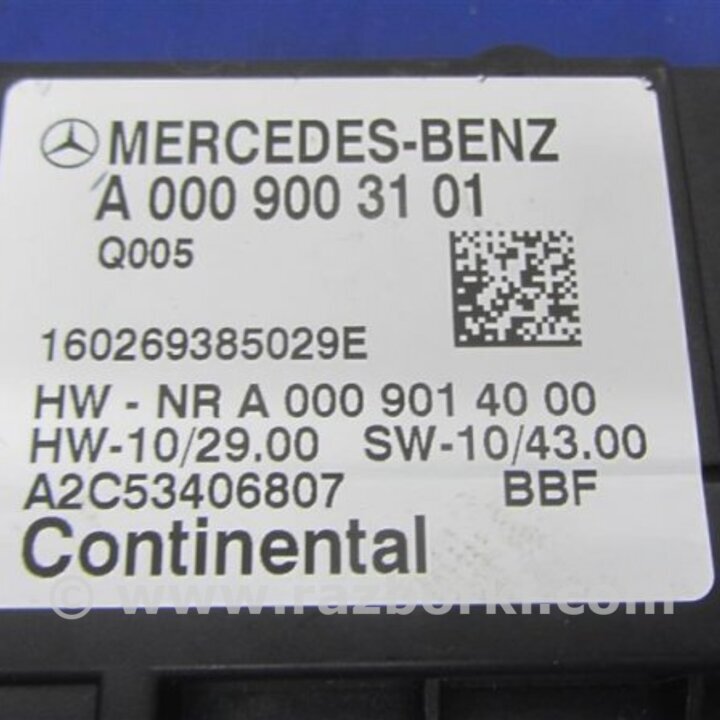 MERCEDES-BENZ
A 000 900 31 01
Q005
160269385029E
HW - NR A 000 901 40 00
HW-10/29.00 SW-10/43.00
A2C53406807 BBF
Continental
© www.razborki.com